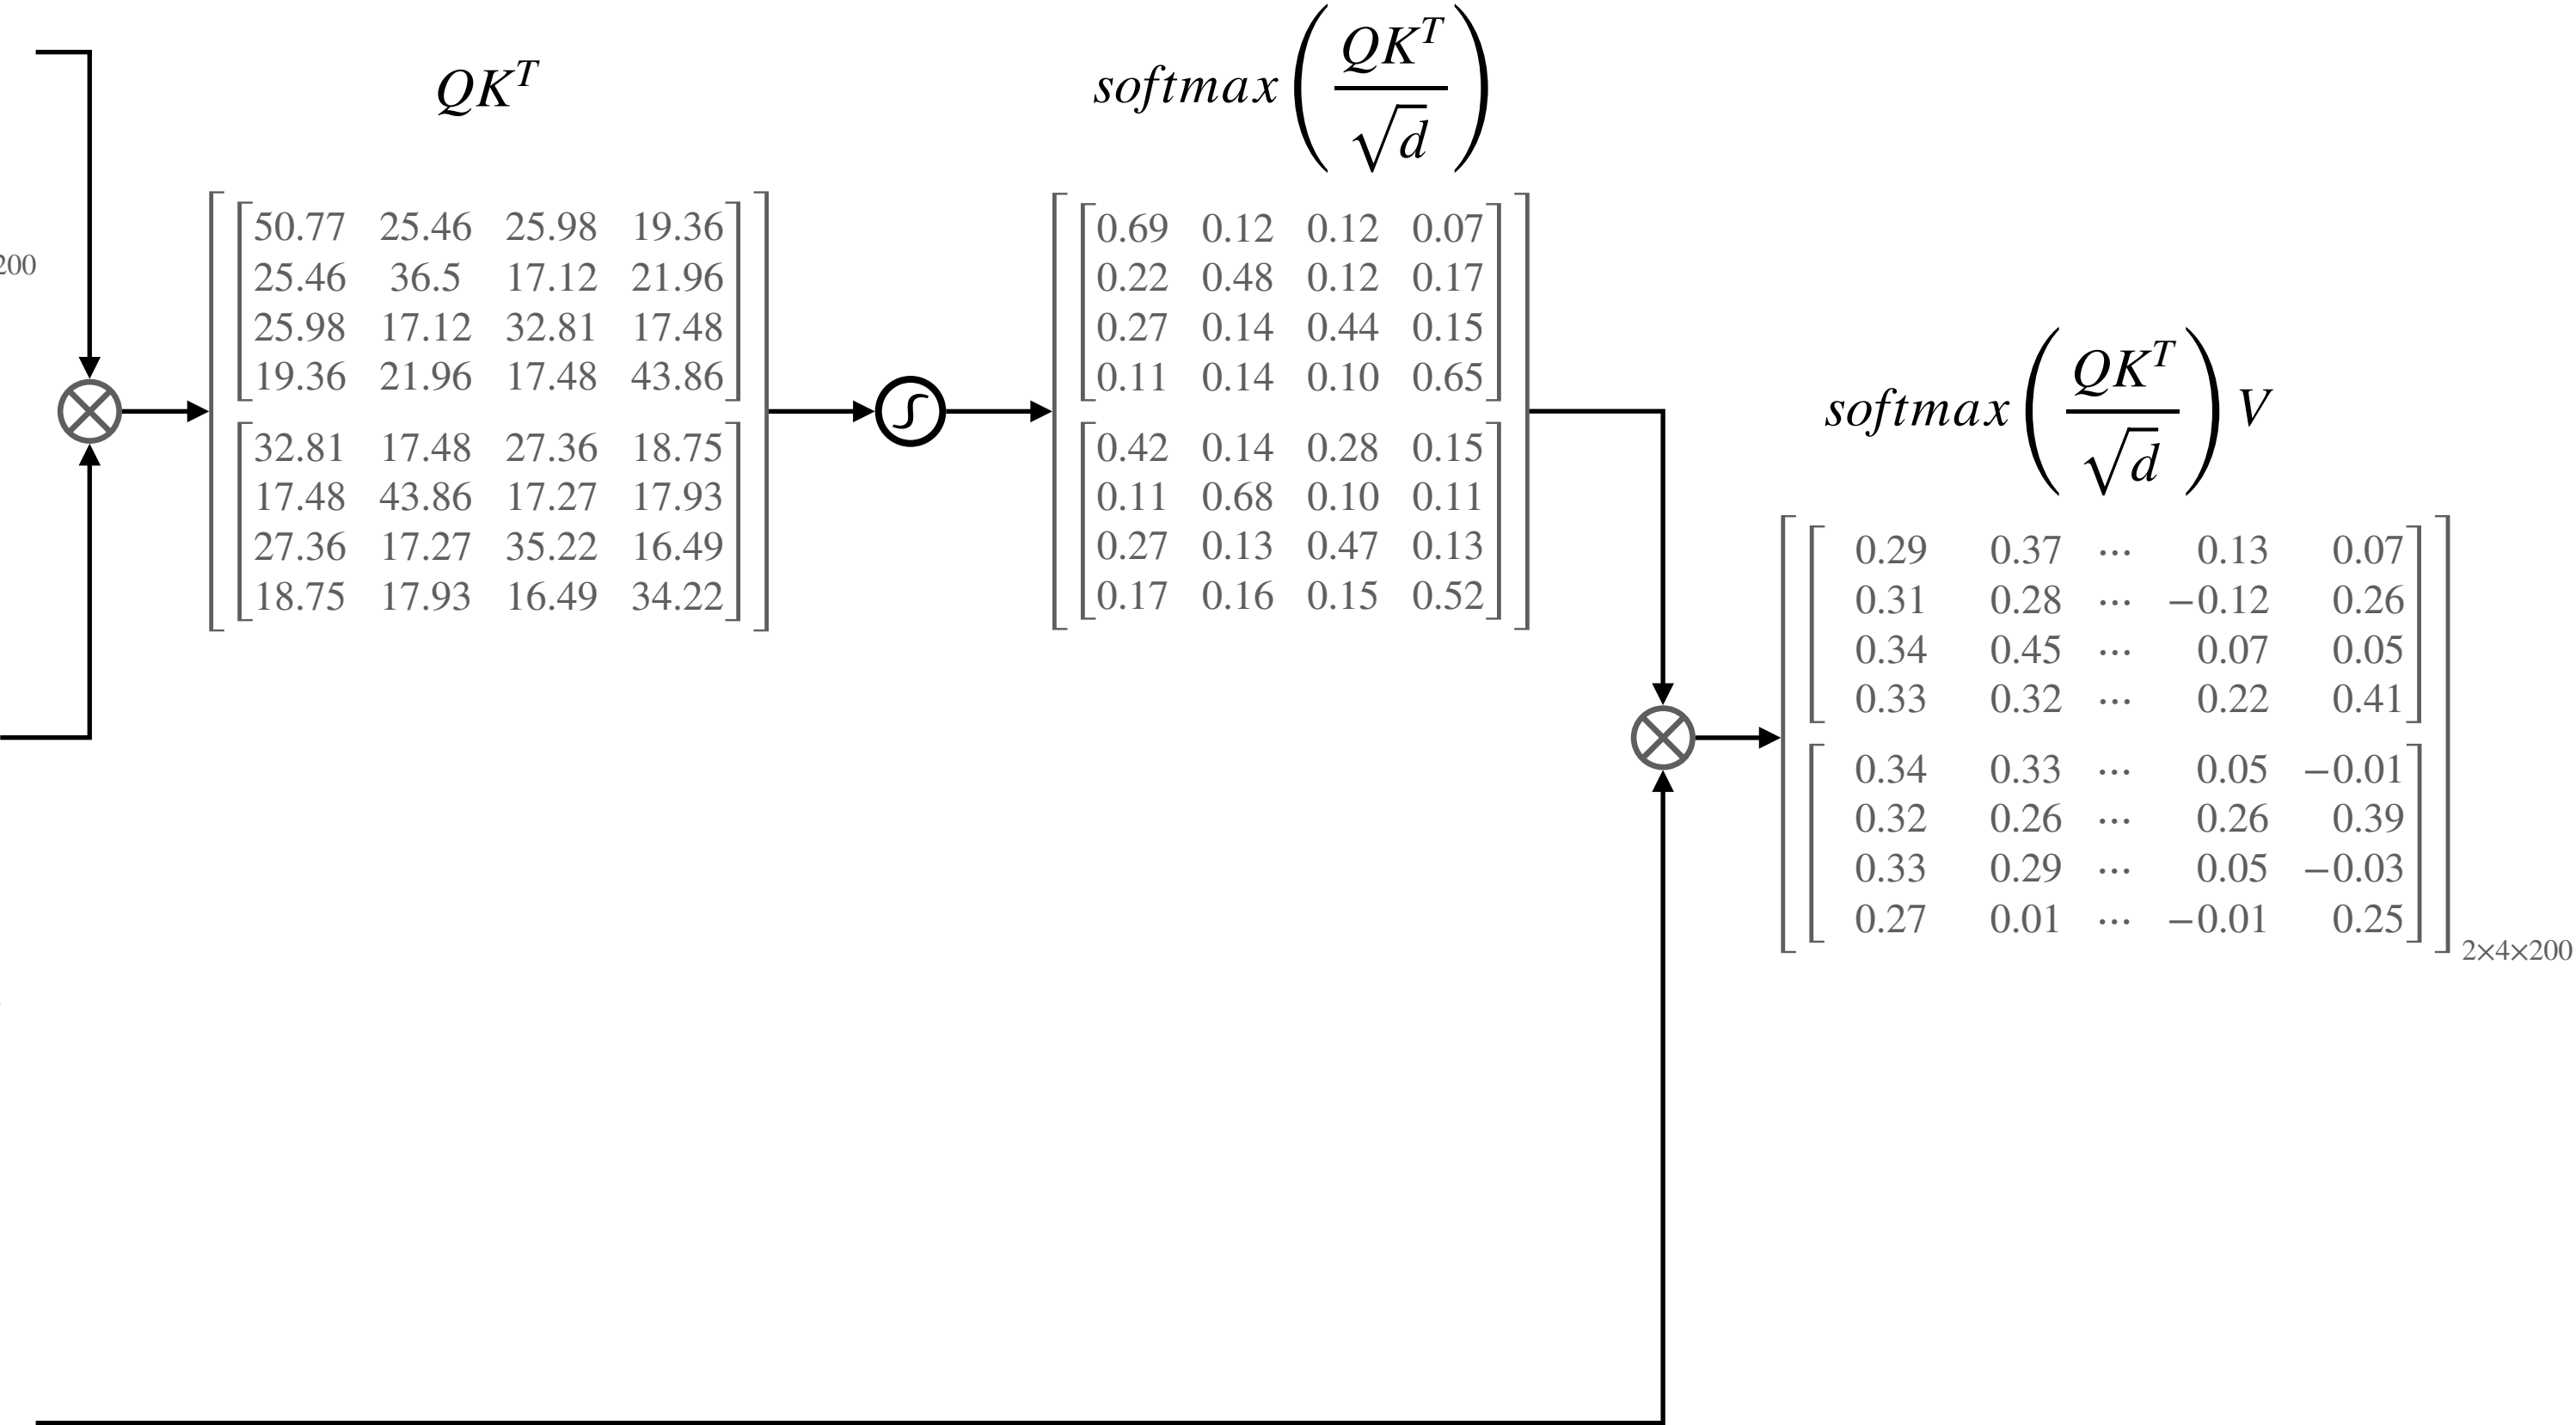 QK^T
softmax(QK^T/√d)
200
50.77 25.46 25.98 19.36
25.46 36.5 17.12 21.96
25.98 17.12 32.81 17.48
19.36 21.96 17.48 43.86
32.81 17.48 27.36 18.75
17.48 43.86 17.27 17.93
27.36 17.27 35.22 16.49
18.75 17.93 16.49 34.22
0.69 0.12 0.12 0.07
0.22 0.48 0.12 0.17
0.27 0.14 0.44 0.15
0.11 0.14 0.10 0.65
0.42 0.14 0.28 0.15
0.11 0.68 0.10 0.11
0.27 0.13 0.47 0.13
0.17 0.16 0.15 0.52
softmax(QK^T/√d)V
0.29 0.37 ⋯ 0.13 0.07
0.31 0.28 ⋯ −0.12 0.26
0.34 0.45 ⋯ 0.07 0.05
0.33 0.32 ⋯ 0.22 0.41
0.34 0.33 ⋯ 0.05 −0.01
0.32 0.26 ⋯ 0.26 0.39
0.33 0.29 ⋯ 0.05 −0.03
0.27 0.01 ⋯ −0.01 0.25
2×4×200